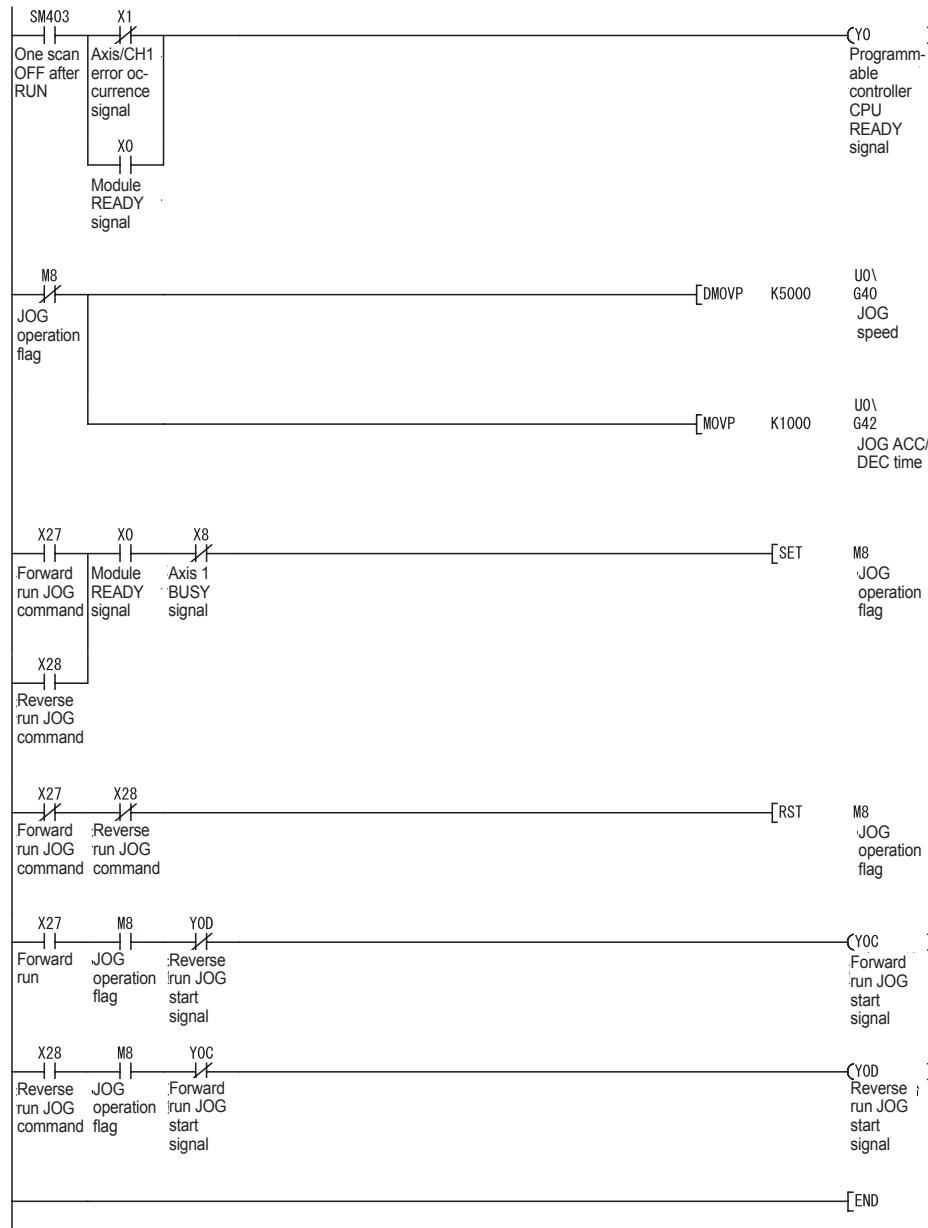 SM403 X1
Y0
One scan OFF after RUN
Axis/CH1 error oc-currence signal
Programm-able controller CPU READY signal
X0
Module READY signal
M8
DMOVP K5000 U0\ G40
JOG operation flag
JOG speed
MOVP K1000 U0\ G42
JOG ACC/ DEC time
X27 X0 X8
SET M8
Forward run JOG command
Module READY signal
Axis 1 BUSY signal
JOG operation flag
X28
Reverse run JOG command
X27 X28
RST M8
Forward run JOG command
Reverse run JOG command
JOG operation flag
X27 M8 Y0D
Y0C
Forward run
JOG operation flag
Reverse run JOG start signal
Forward run JOG start signal
X28 M8 Y0C
Y0D
Reverse run JOG command
JOG operation flag
Forward run JOG start signal
Reverse run JOG start signal
END